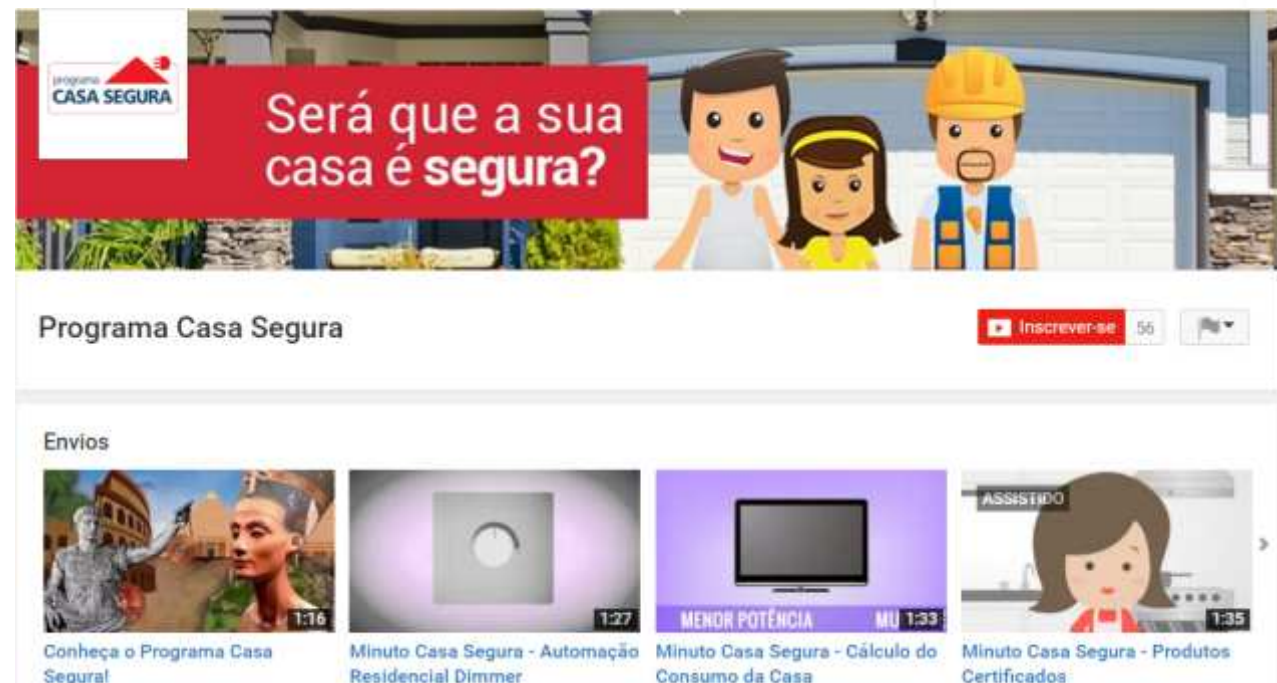 programa
CASA SEGURA
Será que a sua
casa é segura?
Programa Casa Segura
Inscrever-se 56
Envios
1:16
1:27
MENOR POTÊNCIA MU 1:33
ASSISTIDO
1:35
Conheça o Programa Casa
Segura!
Minuto Casa Segura - Automação
Residencial Dimmer
Minuto Casa Segura - Cálculo do
Consumo da Casa
Minuto Casa Segura - Produtos
Certificados